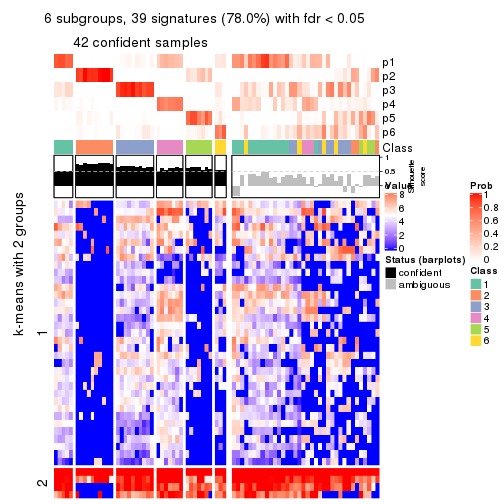 6 subgroups, 39 signatures (78.0%) with fdr < 0.05
42 confident samples
p1
p2
p3
p4
p5
p6
Class
1
0.5
0
Silhouette
score
k-means with 2 groups
1
2
Value
8
6
4
2
0
Status (barplots)
confident
ambiguous
Prob
1
0.8
0.6
0.4
0.2
0
Class
1
2
3
4
5
6